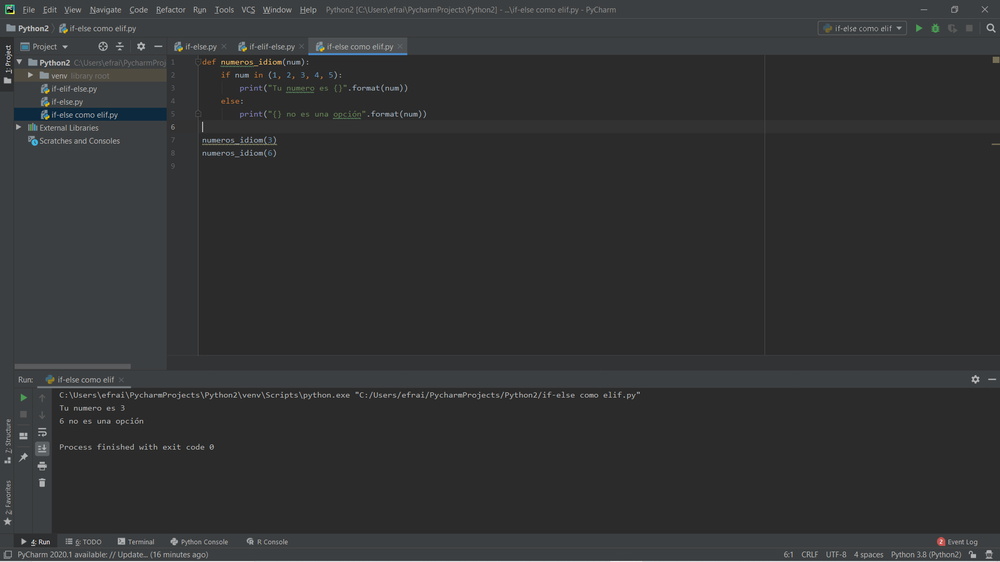 File Edit View Navigate Code Refactor Run Tools VCS Window Help Python2 [C:\Users\efrai\PycharmProjects\Python2] - ...\if-else como elif.py - PyCharm
Python2 if-else como elif.py
if-else como elif
1: Project
Project
if-else.py
if-elif-else.py
if-else como elif.py
Python2 C:\Users\efrai\PycharmProj
venv library root
if-elif-else.py
if-else.py
if-else como elif.py
External Libraries
Scratches and Consoles
1 def numeros_idiom(num):
2 if num in (1, 2, 3, 4, 5):
3 print("Tu numero es {}".format(num))
4 else:
5 print("{} no es una opción".format(num))
6
7 numeros_idiom(3)
8 numeros_idiom(6)
9
Run: if-else como elif
C:\Users\efrai\PycharmProjects\Python2\venv\Scripts\python.exe "C:/Users/efrai/PycharmProjects/Python2/if-else como elif.py"
Tu numero es 3
6 no es una opción
Process finished with exit code 0
7: Structure
2: Favorites
4: Run 6: TODO Terminal Python Console R Console
2 Event Log
PyCharm 2020.1 available: // Update... (16 minutes ago)
6:1 CRLF UTF-8 4 spaces Python 3.8 (Python2)